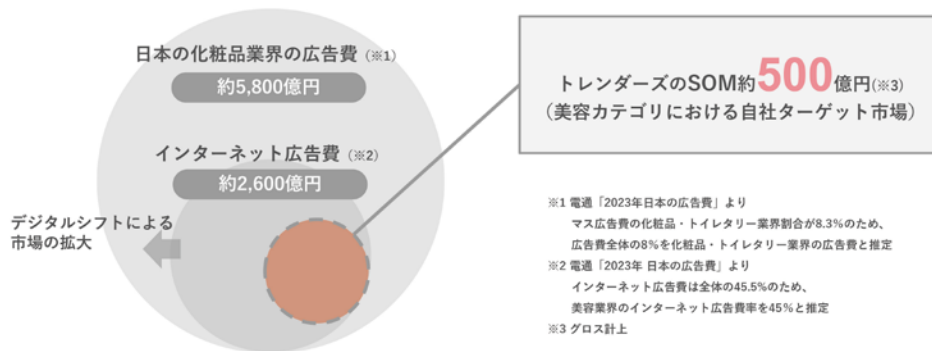 日本の化粧品業界の広告費（※1）
約5,800億円
インターネット広告費（※2）
約2,600億円
デジタルシフトによる
市場の拡大
トレンダーズのSOM約500億円(※3)
（美容カテゴリにおける自社ターゲット市場）
※1 電通「2023年日本の広告費」より
マス広告費の化粧品・トイレタリー業界割合が8.3%のため、
広告費全体の8%を化粧品・トイレタリー業界の広告費と推定
※2 電通「2023年 日本の広告費」より
インターネット広告費は全体の45.5%のため、
美容業界のインターネット広告費率を45%と推定
※3 グロス計上